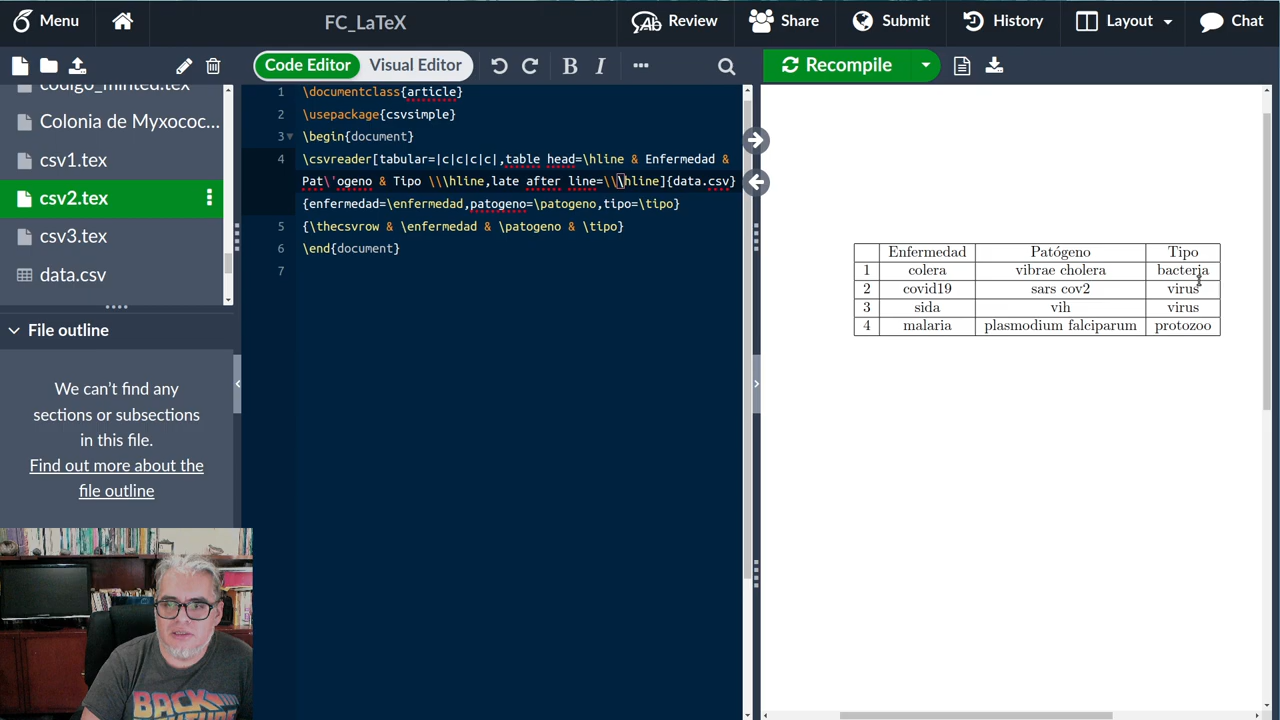 Menu
FC_LaTeX
Review
Share
Submit
History
Layout
Chat
Code Editor
Visual Editor
B I
Recompile
codigo_minted.tex
Colonia de Myxococ...
csv1.tex
csv2.tex
csv3.tex
data.csv
File outline
We can't find any
sections or subsections
in this file.
Find out more about the
file outline
1 \documentclass{article}
2 \usepackage{csvsimple}
3 \begin{document}
4 \csvreader[tabular=|c|c|c|c|,table head=\hline & Enfermedad &
Pat\'ogeno & Tipo \\\hline,late after line=\\\hline]{data.csv}
{enfermedad=\enfermedad,patogeno=\patogeno,tipo=\tipo}
5 {\thecsvrow & \enfermedad & \patogeno & \tipo}
6 \end{document}
7
Enfermedad Patógeno Tipo
1 colera vibrae cholera bacteria
2 covid19 sars cov2 virus
3 sida vih virus
4 malaria plasmodium falciparum protozoo
BACK